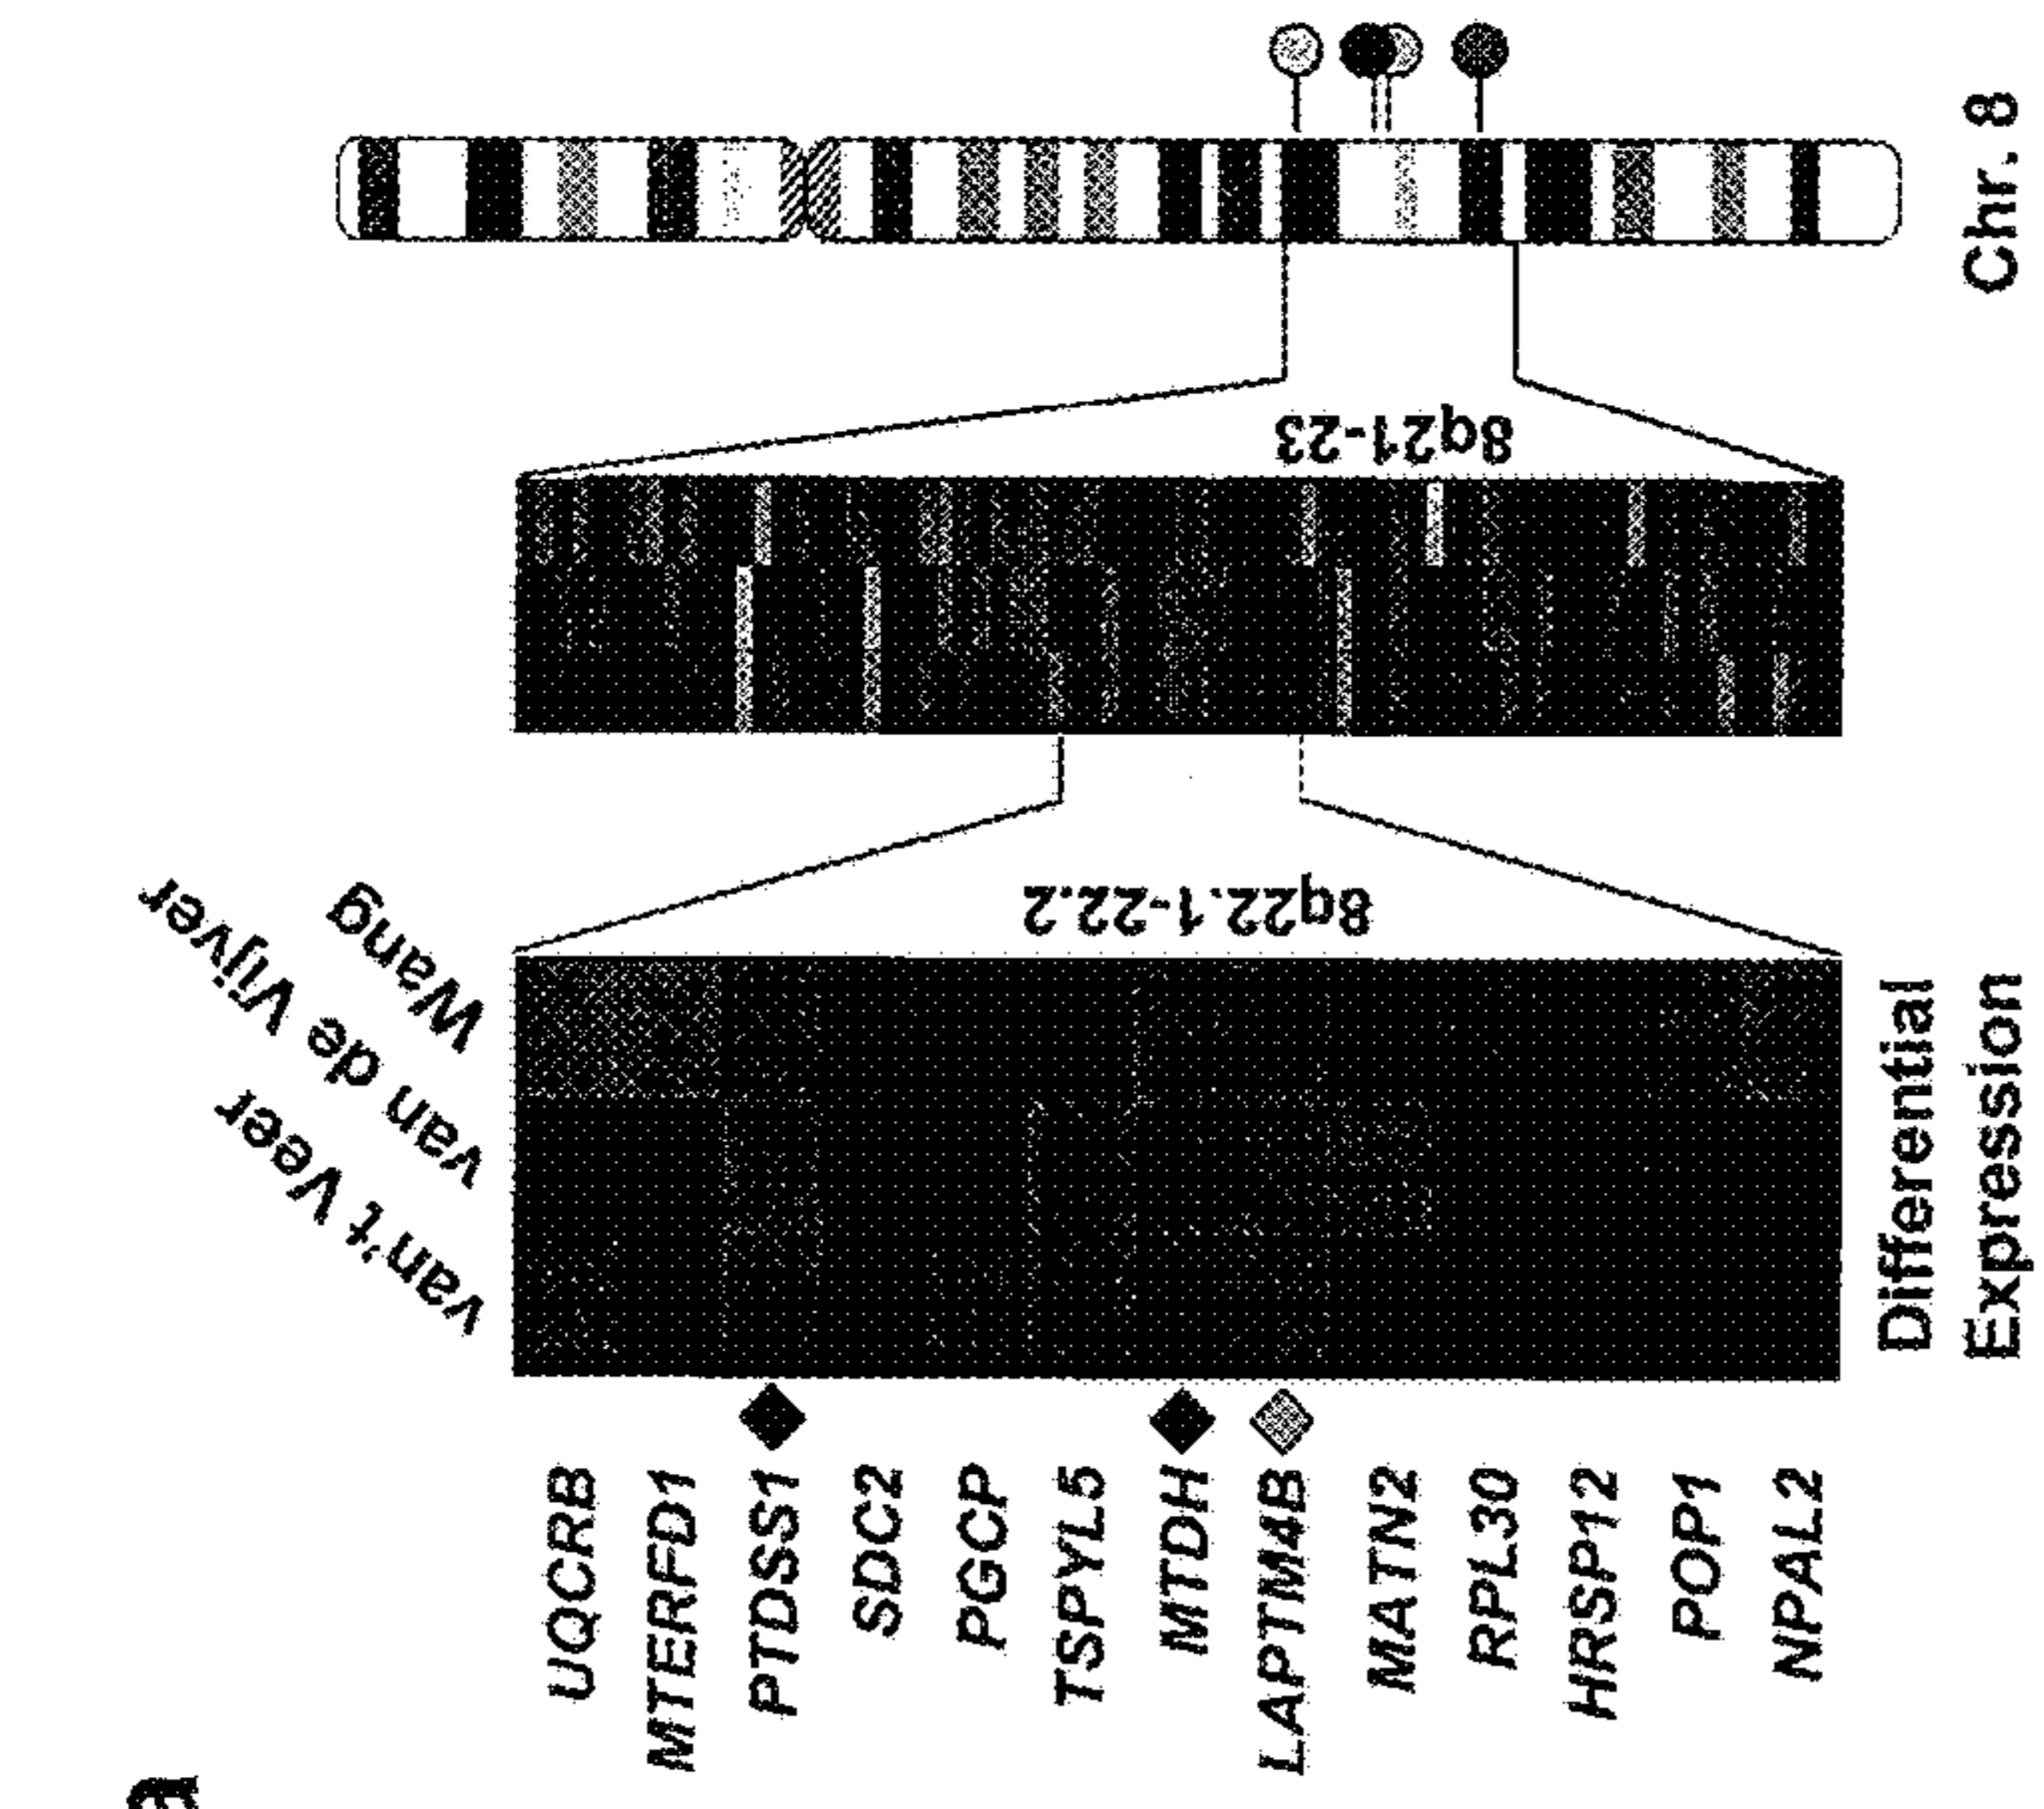 a
van't Veer
van de Vijver
Wang
UQCRB
MTERFD1
PTDSS1
SDC2
PGCP
TSPYL5
MTDH
LAPTM4B
MATN2
RPL30
HRSP12
POP1
NPAL2
8q22.1-22.2
8q21-23
Differential
Expression
Chr. 8